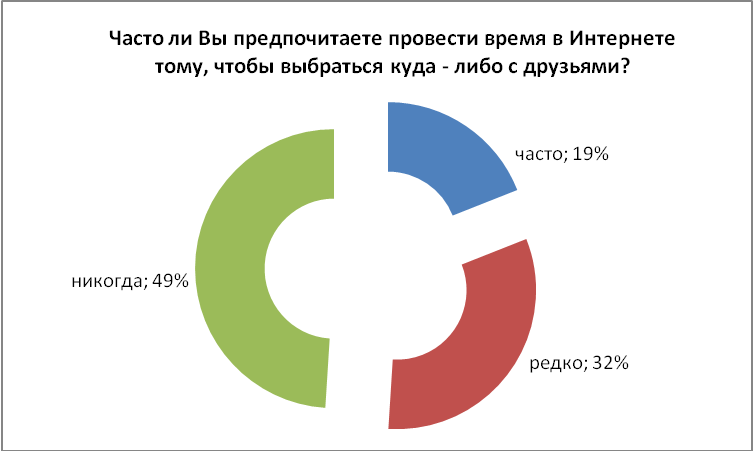 Часто ли Вы предпочитаете провести время в Интернете
тому, чтобы выбраться куда - либо с друзьями?
часто; 19%
никогда; 49%
редко; 32%